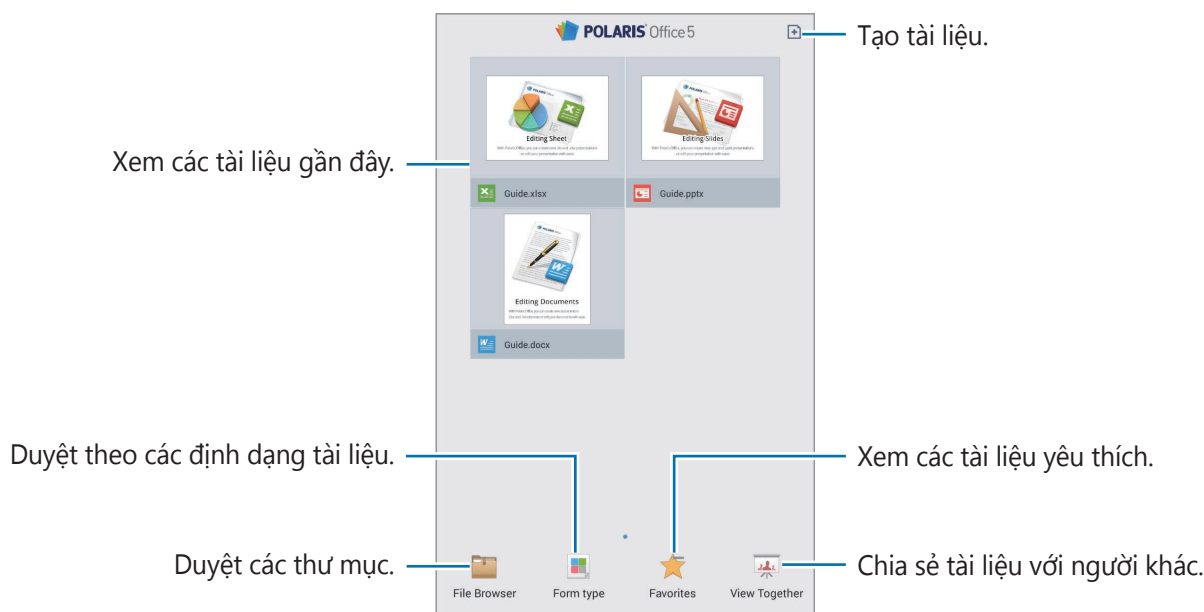 POLARIS Office 5
Tạo tài liệu.
Editing Sheet
Editing Slides
Xem các tài liệu gần đây.
Guide.xlsx
Guide.pptx
Editing Documents
Guide.docx
Duyệt theo các định dạng tài liệu.
Xem các tài liệu yêu thích.
Duyệt các thư mục.
Chia sẻ tài liệu với người khác.
File Browser
Form type
Favorites
View Together